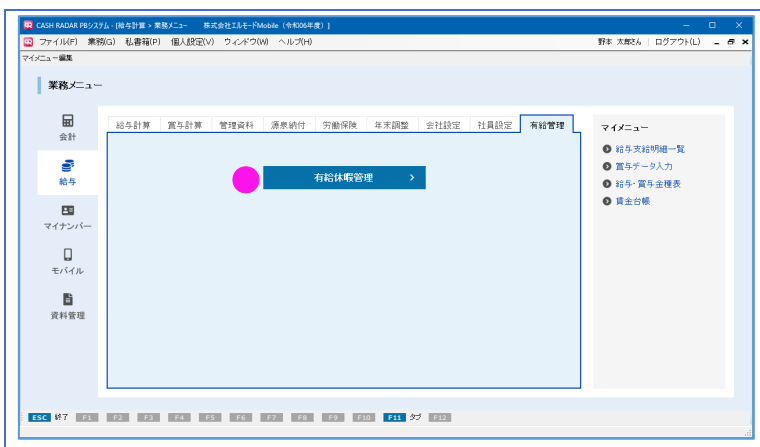 CASH RADAR PBシステム - [給与計算 > 業務メニュー 株式会社エルモードMobile（令和06年度）]
ファイル(F) 業務(G) 私書箱(P) 個人設定(V) ウィンドウ(W) ヘルプ(H) 野本 太郎さん ログアウト(L)
マイメニュー編集
業務メニュー
会計
給与
マイナンバー
モバイル
資料管理
給与計算 賞与計算 管理資料 源泉納付 労働保険 年末調整 会社設定 社員設定 有給管理
有給休暇管理 >
マイメニュー
給与支給明細一覧
賞与データ入力
給与・賞与金種表
賃金台帳
ESC 終了 F1 F2 F3 F4 F5 F6 F7 F8 F9 F10 F11 タブ F12